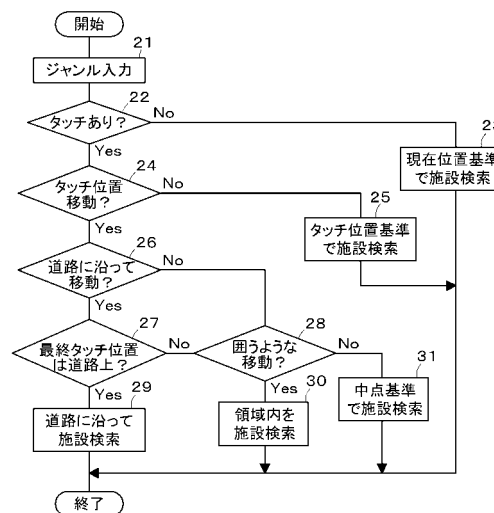 開始
21
ジャンル入力
22
タッチあり?
No
Yes
23
現在位置基準
で施設検索
24
タッチ位置
移動?
No
Yes
25
タッチ位置基準
で施設検索
26
道路に沿って
移動?
No
Yes
27
最終タッチ位置
は道路上?
No
Yes
28
囲うような
移動?
No
Yes
29
道路に沿って
施設検索
30
領域内を
施設検索
31
中点基準
で施設検索
終了